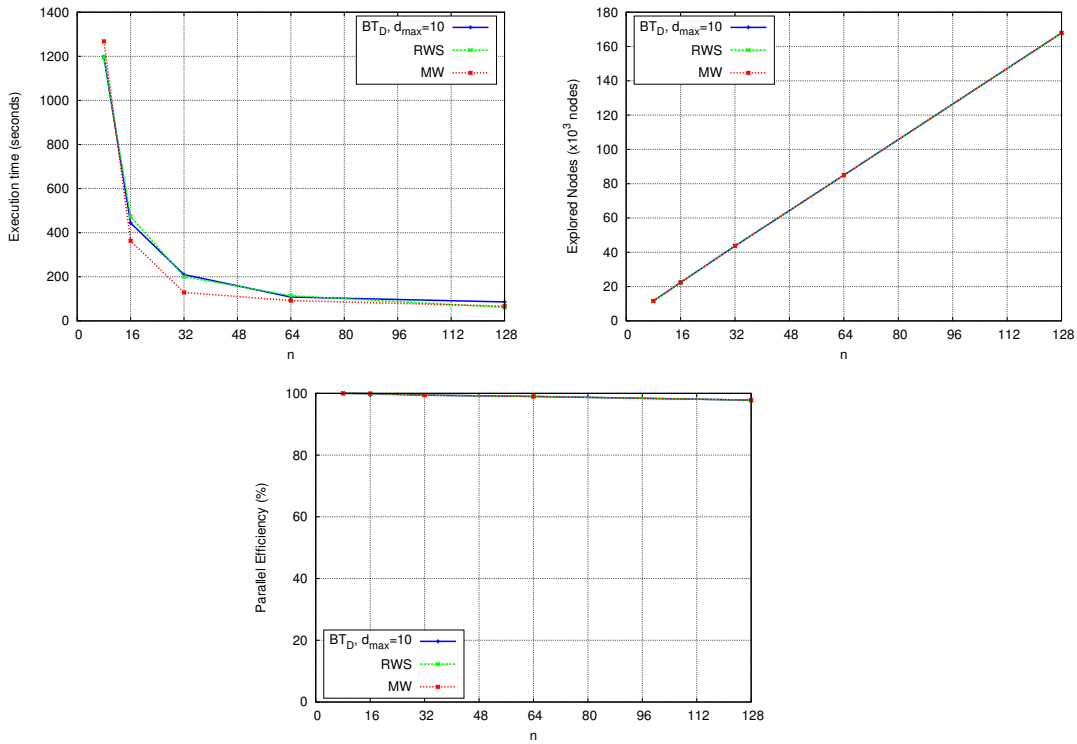 1400
1200
1000
800
600
400
200
0
Execution time (seconds)
0 16 32 48 64 80 96 112 128
n
BT_D, d_max=10
RWS
MW
180
160
140
120
100
80
60
40
20
0
Explored Nodes (x10^3 nodes)
0 16 32 48 64 80 96 112 128
n
BT_D, d_max=10
RWS
MW
100
80
60
40
20
0
Parallel Efficiency (%)
BT_D, d_max=10
RWS
MW
0 16 32 48 64 80 96 112 128
n